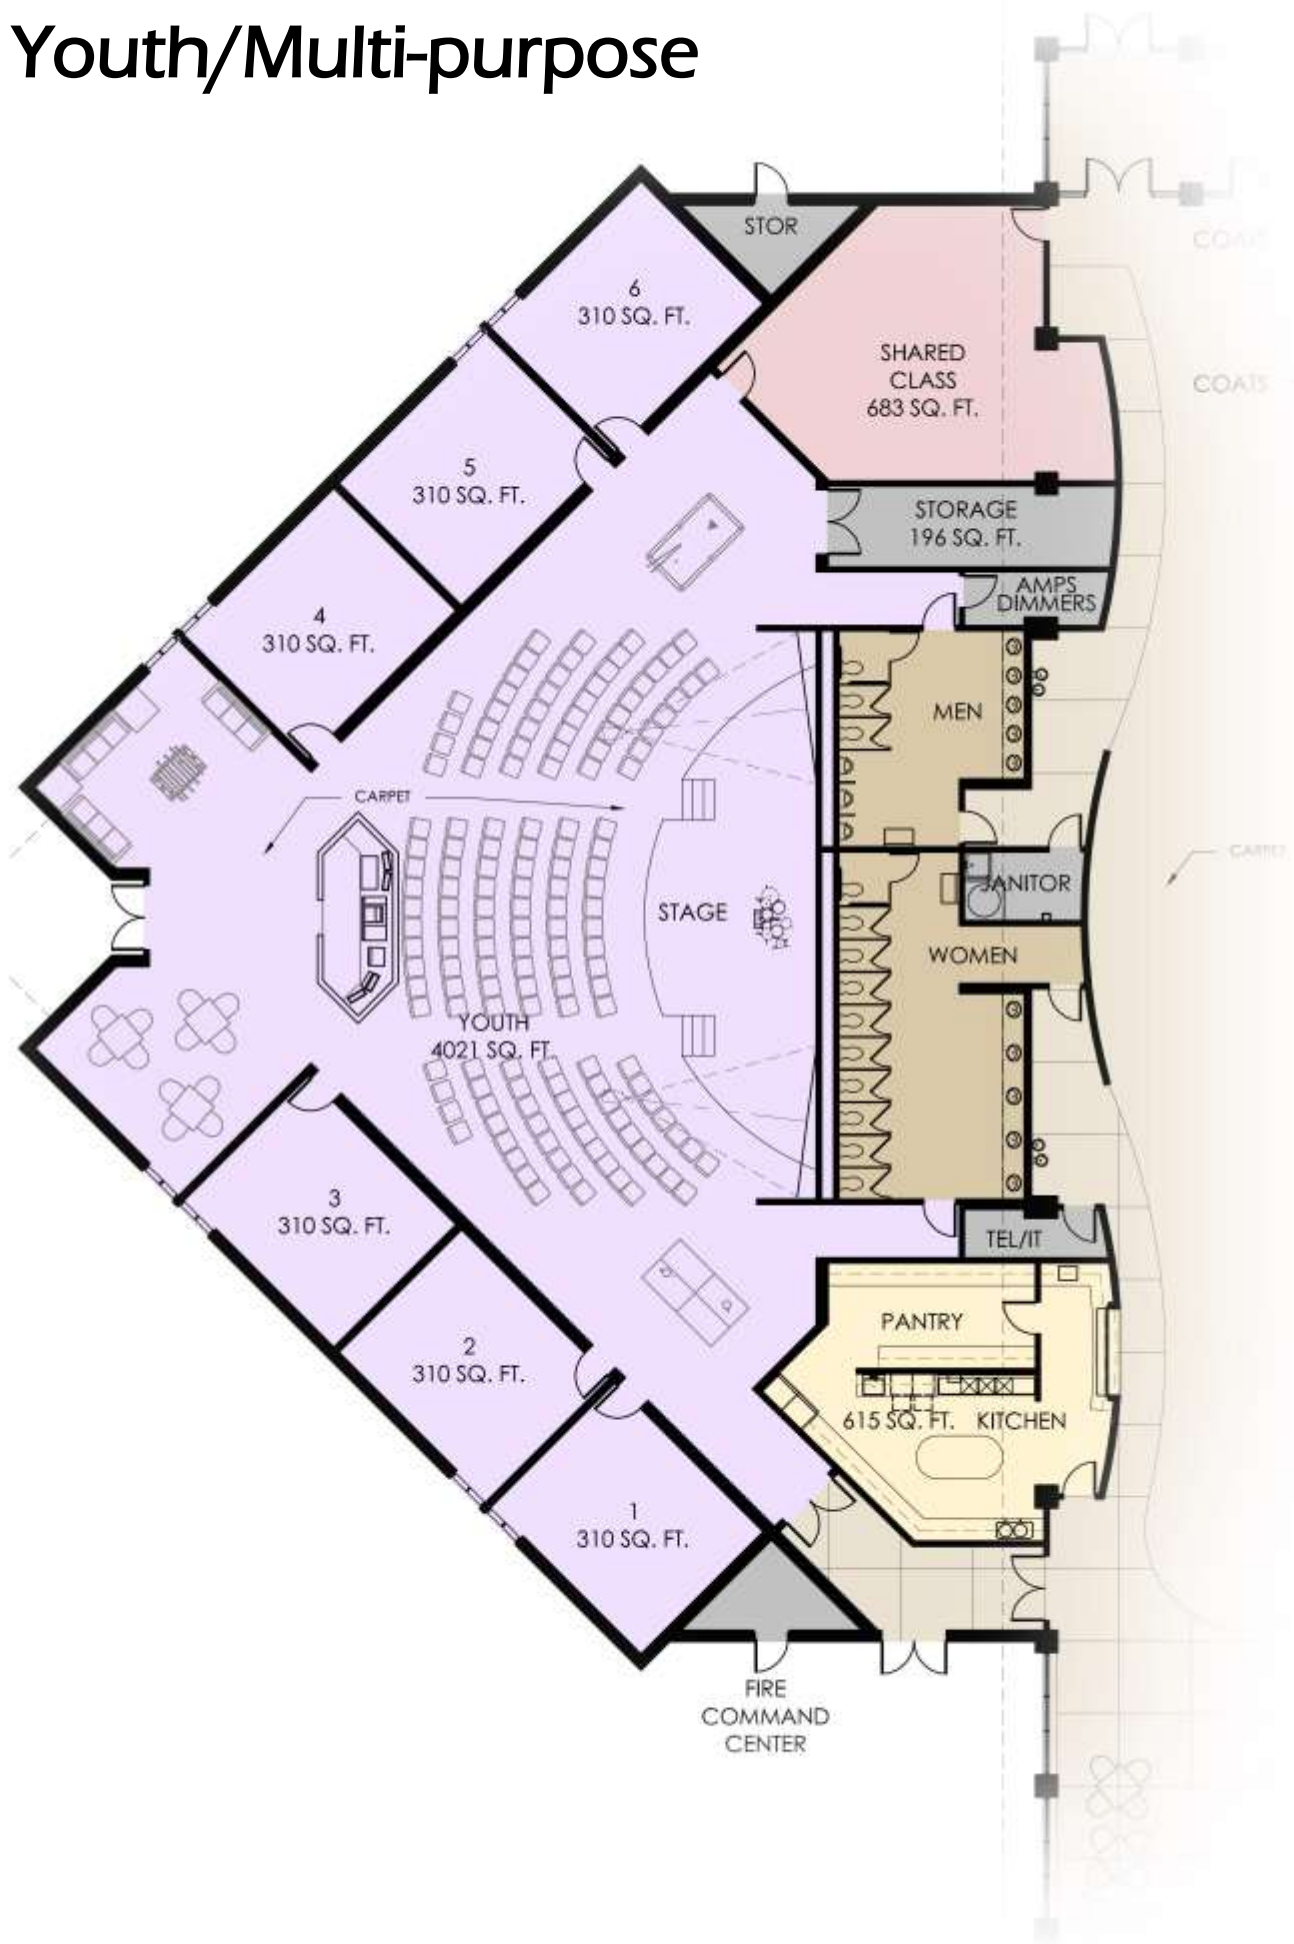 Youth/Multi-purpose
STOR
COATS
6
310 SQ. FT.
SHARED
CLASS
683 SQ. FT.
COATS
5
310 SQ. FT.
STORAGE
196 SQ. FT.
AMPS
DIMMERS
4
310 SQ. FT.
MEN
CARPET
CARPET
JANITOR
STAGE
WOMEN
YOUTH
4021 SQ. FT.
3
310 SQ. FT.
TEL/IT
PANTRY
2
310 SQ. FT.
615 SQ. FT. KITCHEN
1
310 SQ. FT.
FIRE
COMMAND
CENTER